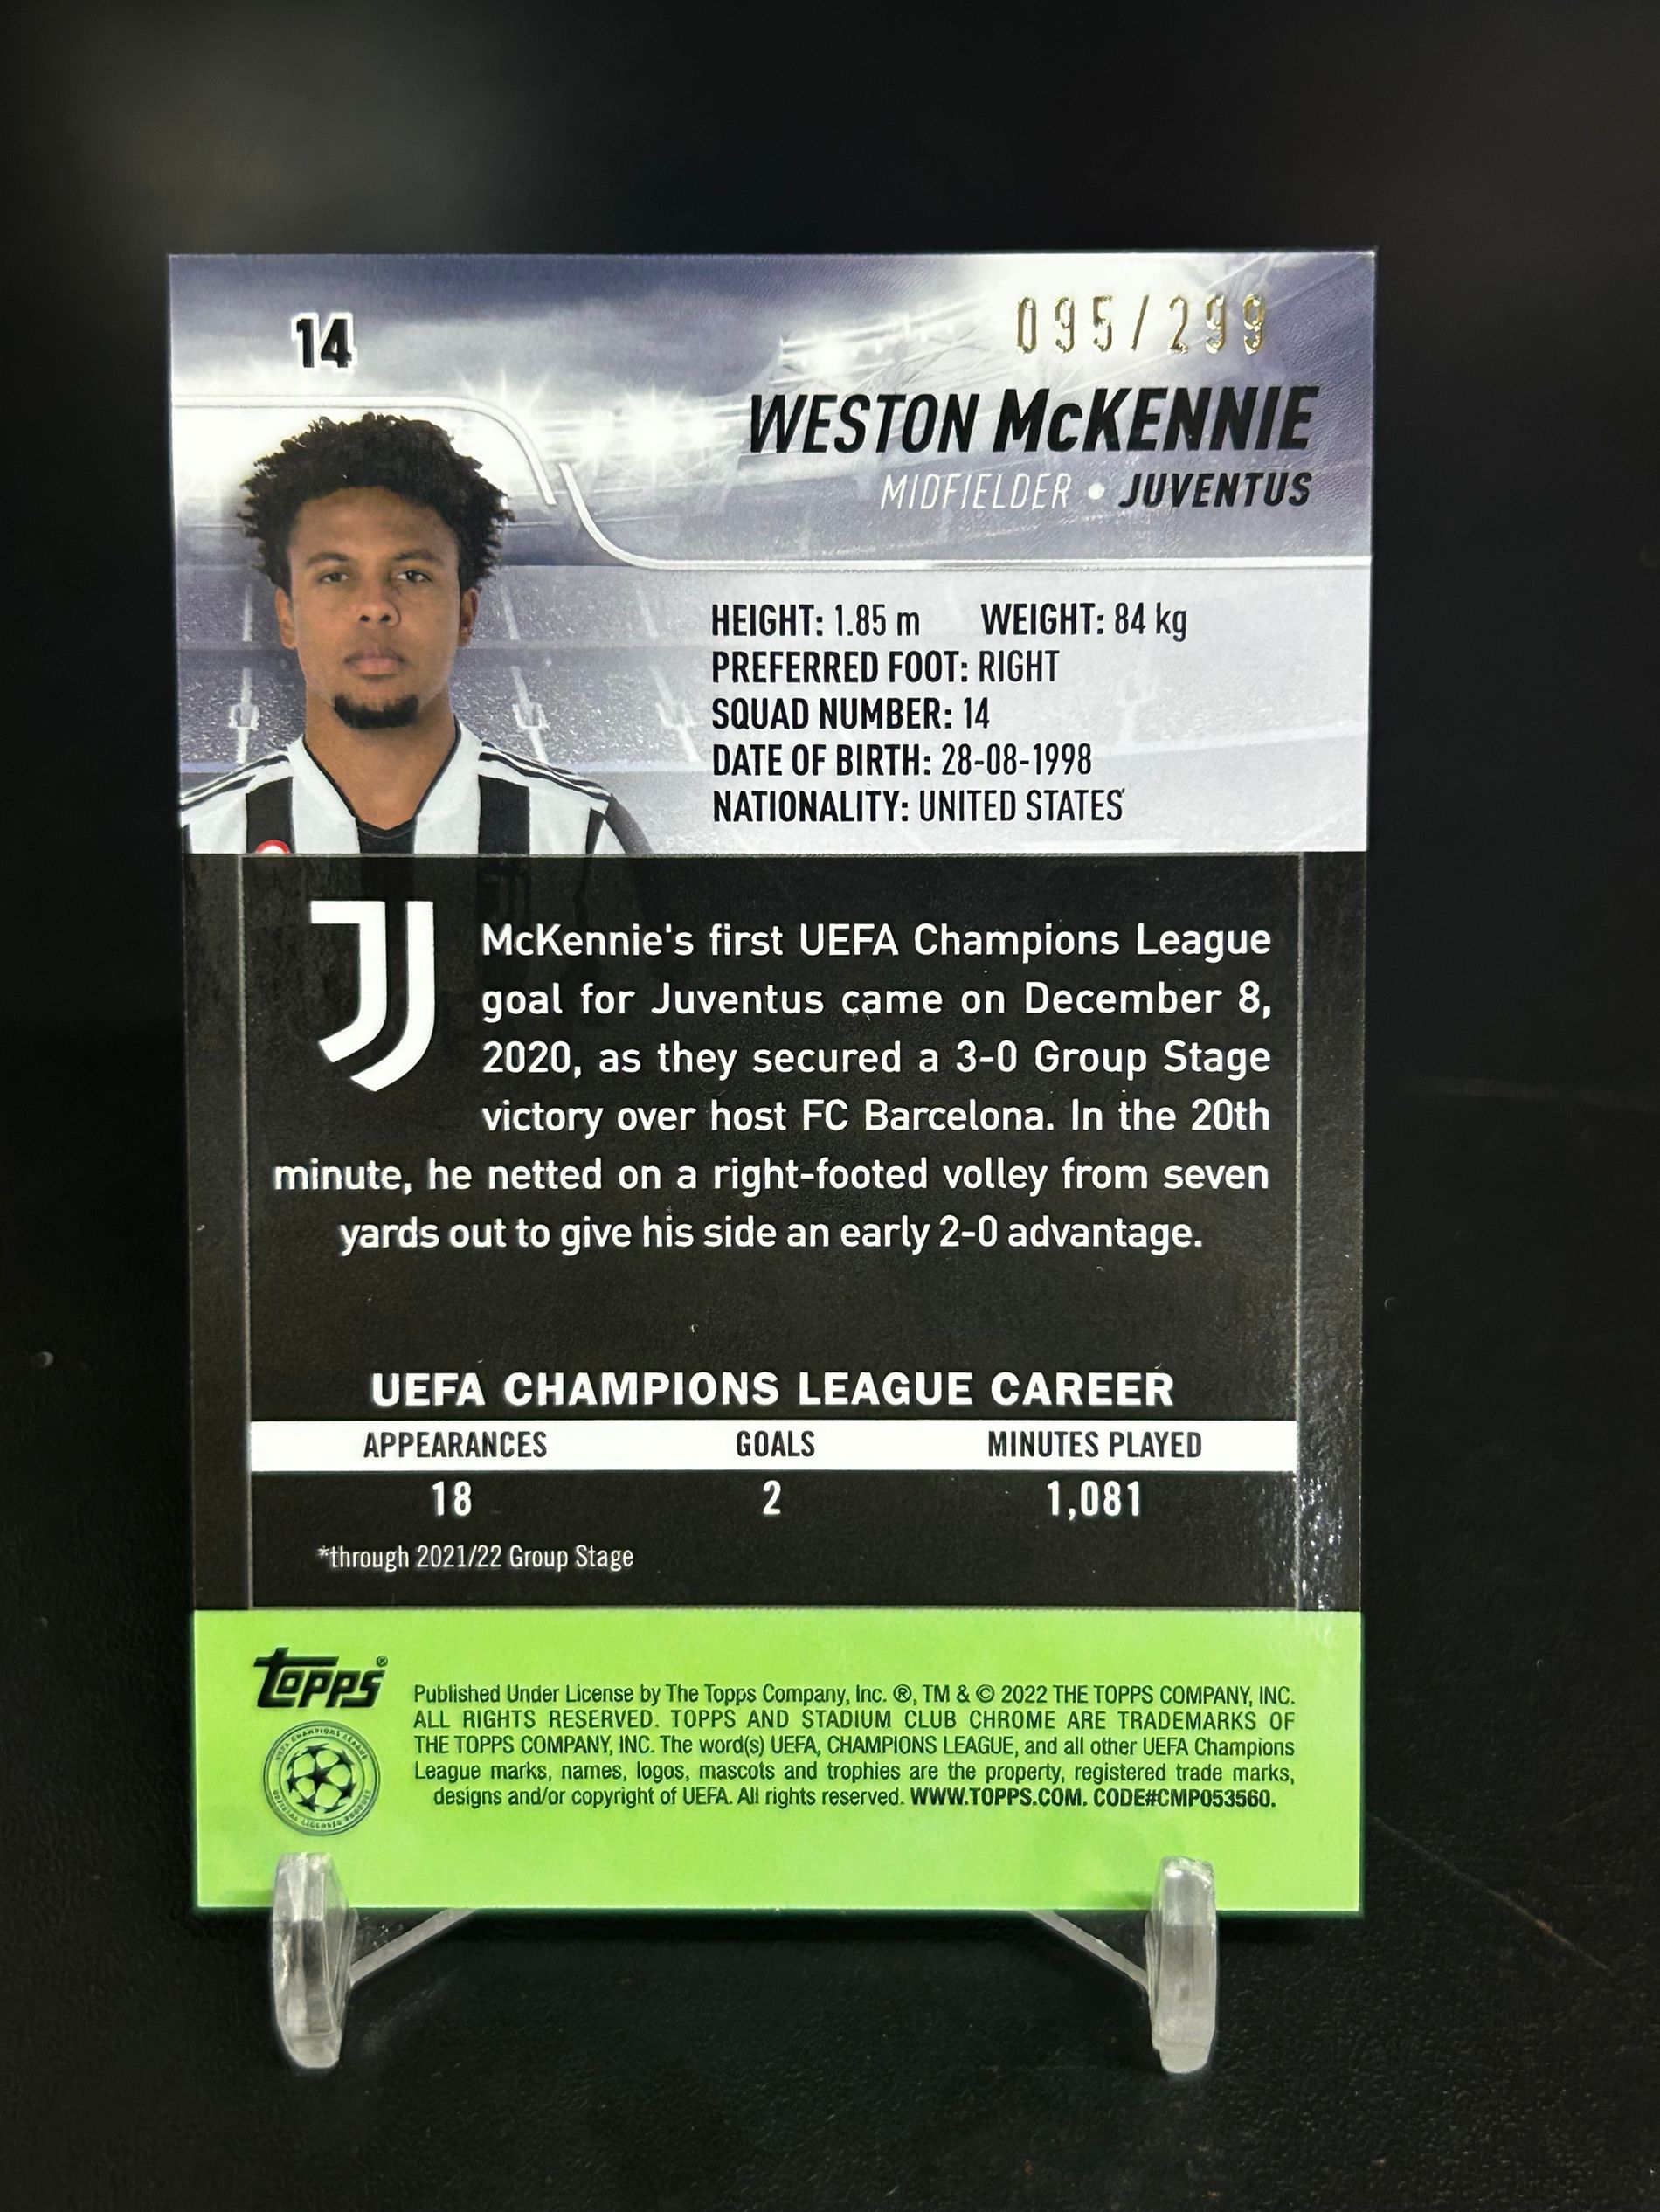 14
095/299
WESTON McKENNIE
MIDFIELDER • JUVENTUS
HEIGHT: 1.85 m WEIGHT: 84 kg
PREFERRED FOOT: RIGHT
SQUAD NUMBER: 14
DATE OF BIRTH: 28-08-1998
NATIONALITY: UNITED STATES
McKennie's first UEFA Champions League
goal for Juventus came on December 8,
2020, as they secured a 3-0 Group Stage
victory over host FC Barcelona. In the 20th
minute, he netted on a right-footed volley from seven
yards out to give his side an early 2-0 advantage.
UEFA CHAMPIONS LEAGUE CAREER
APPEARANCES GOALS MINUTES PLAYED
18 2 1,081
*through 2021/22 Group Stage
Topps®
Published Under License by The Topps Company, Inc. ®, TM & © 2022 THE TOPPS COMPANY, INC.
ALL RIGHTS RESERVED. TOPPS AND STADIUM CLUB CHROME ARE TRADEMARKS OF
THE TOPPS COMPANY, INC. The word(s) UEFA, CHAMPIONS LEAGUE, and all other UEFA Champions
League marks, names, logos, mascots and trophies are the property, registered trade marks,
designs and/or copyright of UEFA. All rights reserved. WWW.TOPPS.COM. CODE#CMP053560.
UEFA CHAMPIONS LEAGUE
OFFICIAL LICENSED PRODUCT